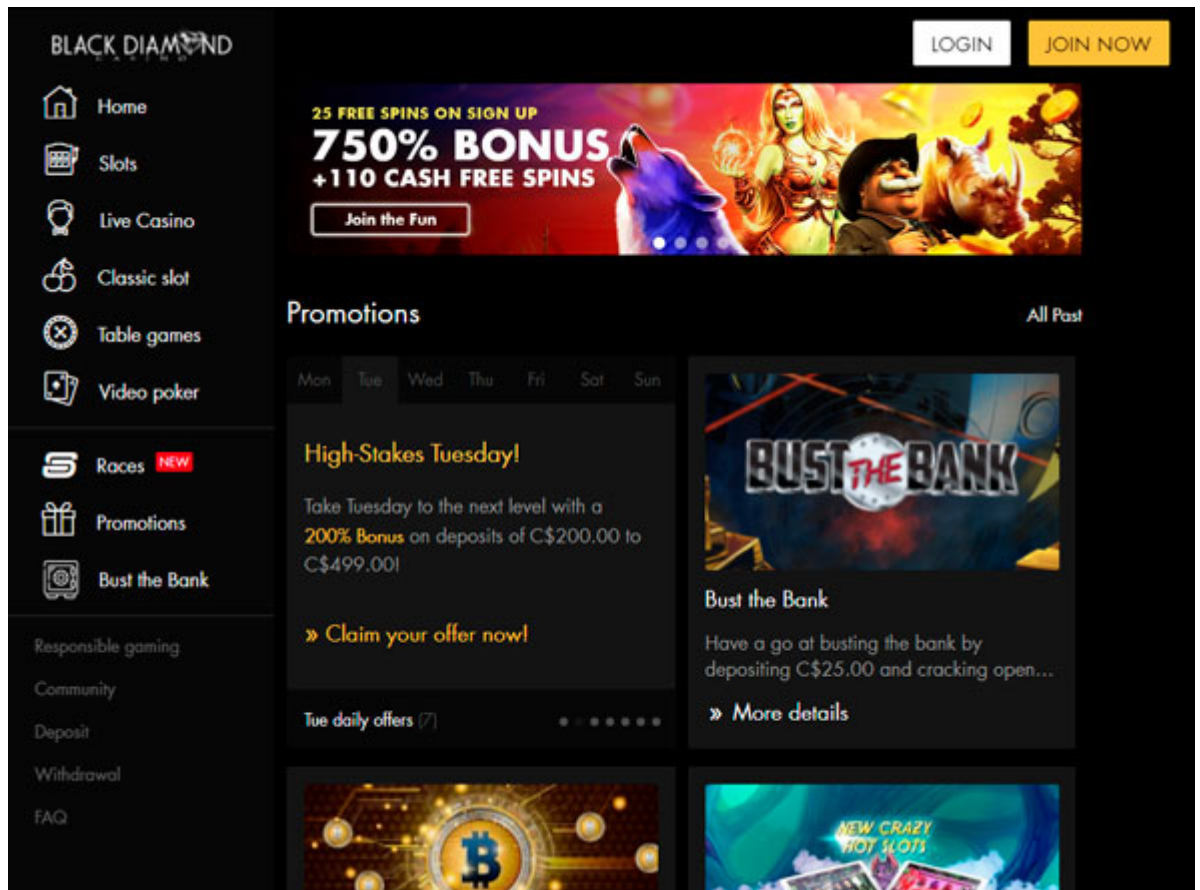 BLACK DIAMOND
CASINO
LOGIN
JOIN NOW
Home
Slots
Live Casino
Classic slot
Table games
Video poker
Races NEW
Promotions
Bust the Bank
Responsible gaming
Community
Deposit
Withdrawal
FAQ
25 FREE SPINS ON SIGN UP
750% BONUS
+110 CASH FREE SPINS
Join the Fun
Promotions
All Past
Mon Tue Wed Thu Fri Sat Sun
High-Stakes Tuesday!
Take Tuesday to the next level with a
200% Bonus on deposits of C$200.00 to
C$499.00!
» Claim your offer now!
Tue daily offers (7)
BUST THE BANK
Bust the Bank
Have a go at busting the bank by
depositing C$25.00 and cracking open...
» More details
NEW CRAZY
HOT SLOTS